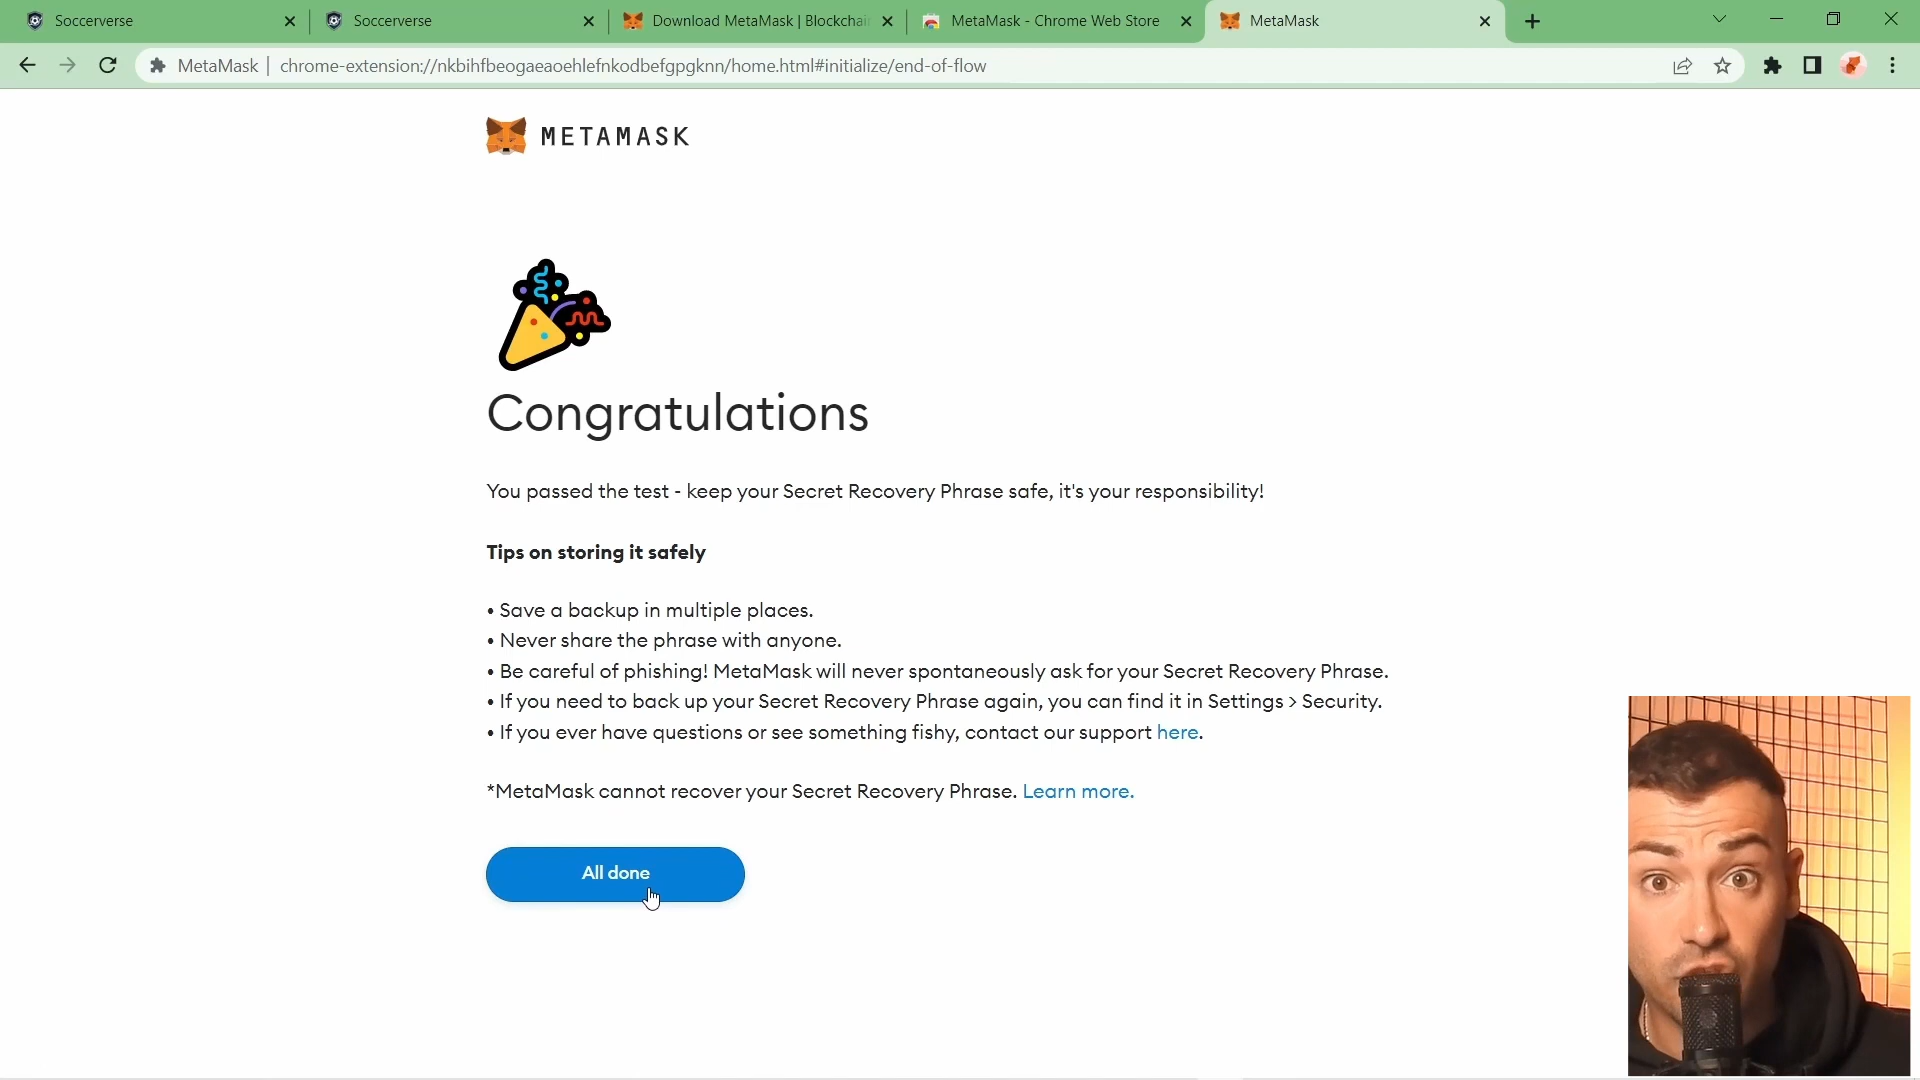 Soccerverse
Soccerverse
Download MetaMask | Blockchai
MetaMask - Chrome Web Store
MetaMask
MetaMask | chrome-extension://nkbihfbeogaeaoehlefnkodbefgpgknn/home.html#initialize/end-of-flow
METAMASK
Congratulations
You passed the test - keep your Secret Recovery Phrase safe, it's your responsibility!
Tips on storing it safely
• Save a backup in multiple places.
• Never share the phrase with anyone.
• Be careful of phishing! MetaMask will never spontaneously ask for your Secret Recovery Phrase.
• If you need to back up your Secret Recovery Phrase again, you can find it in Settings > Security.
• If you ever have questions or see something fishy, contact our support here.
*MetaMask cannot recover your Secret Recovery Phrase. Learn more.
All done